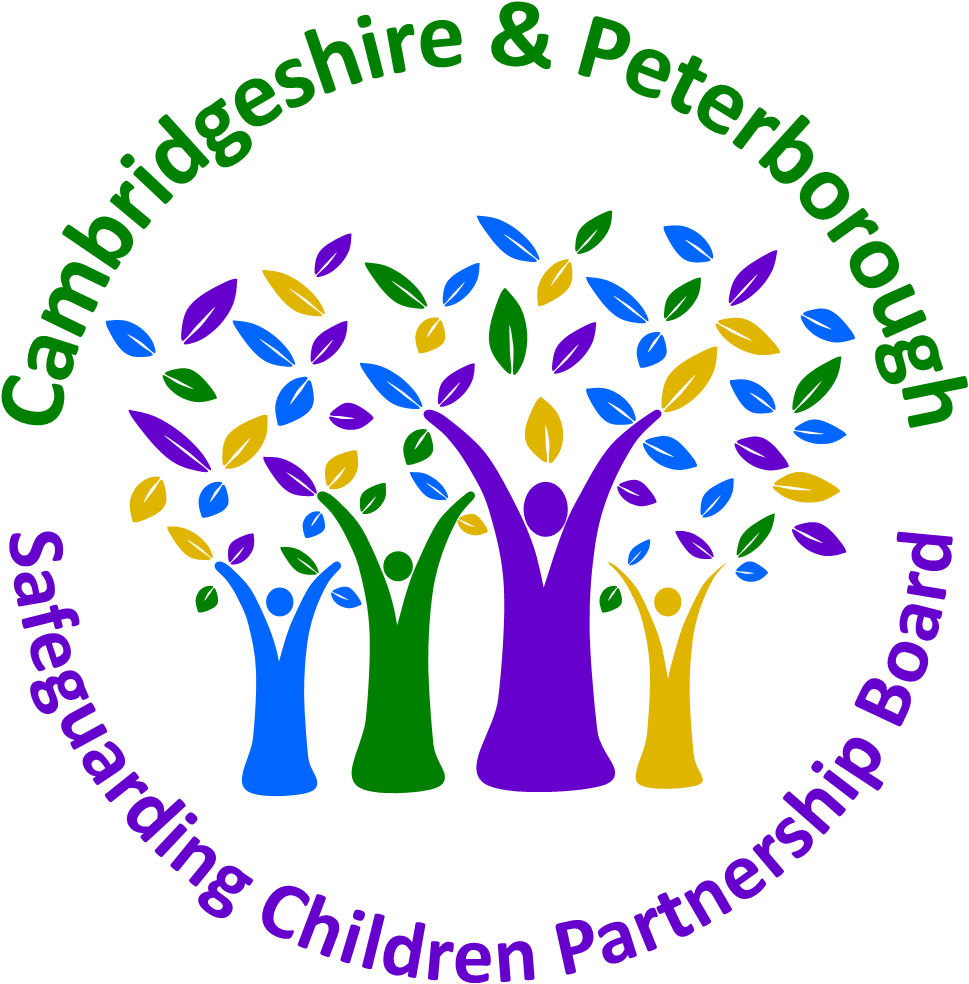 Cambridgeshire & Peterborough
Safeguarding Children Partnership Board